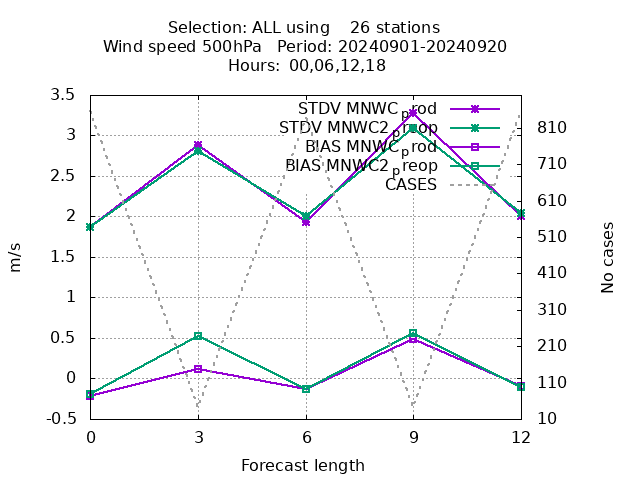 Selection: ALL using    26 stations
Wind speed 500hPa   Period: 20240901-20240920
Hours:  00,06,12,18
STDV MNWC_prod
STDV MNWC2_preop
BIAS MNWC_prod
BIAS MNWC2_preop
CASES
3.5
3
2.5
2
1.5
1
0.5
0
-0.5
m/s
810
710
610
510
410
310
210
110
10
No cases
0 3 6 9 12
Forecast length